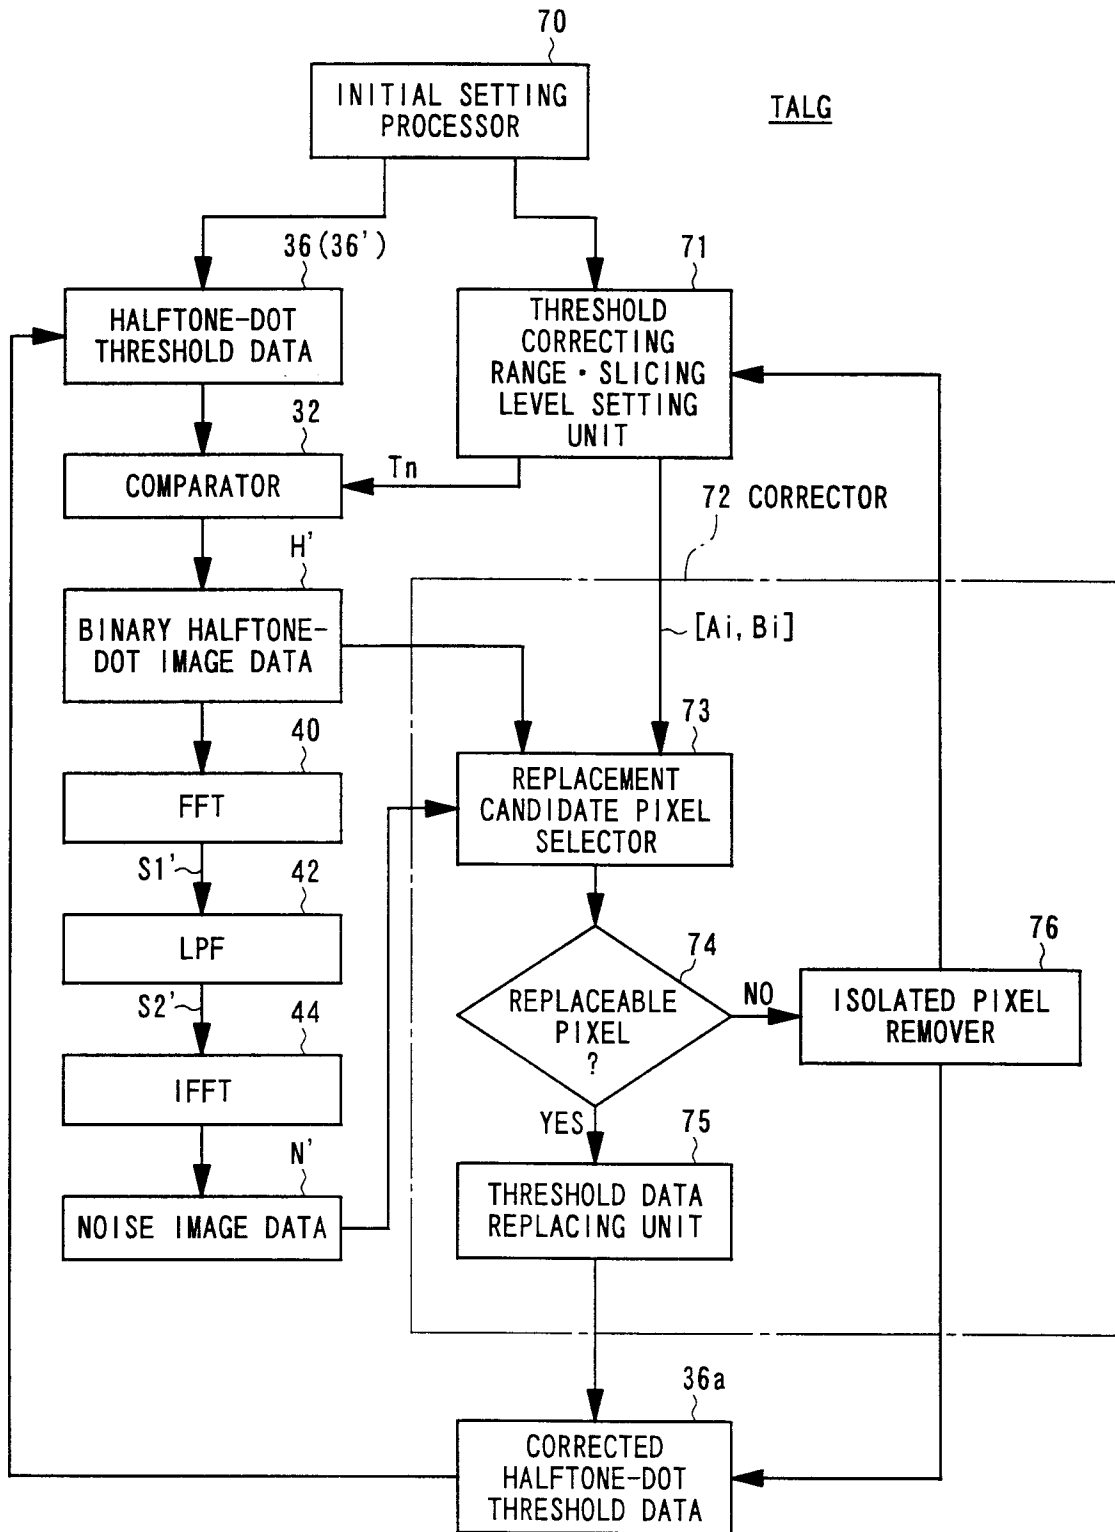 70
INITIAL SETTING
PROCESSOR
TALG
36(36')
HALFTONE-DOT
THRESHOLD DATA
71
THRESHOLD
CORRECTING
RANGE・SLICING
LEVEL SETTING
UNIT
32
COMPARATOR
Tn
72 CORRECTOR
H'
BINARY HALFTONE-
DOT IMAGE DATA
[Ai, Bi]
40
FFT
73
REPLACEMENT
CANDIDATE PIXEL
SELECTOR
S1'
42
LPF
74
REPLACEABLE
PIXEL
?
NO
76
ISOLATED PIXEL
REMOVER
S2'
44
IFFT
YES
75
THRESHOLD DATA
REPLACING UNIT
N'
NOISE IMAGE DATA
36a
CORRECTED
HALFTONE-DOT
THRESHOLD DATA